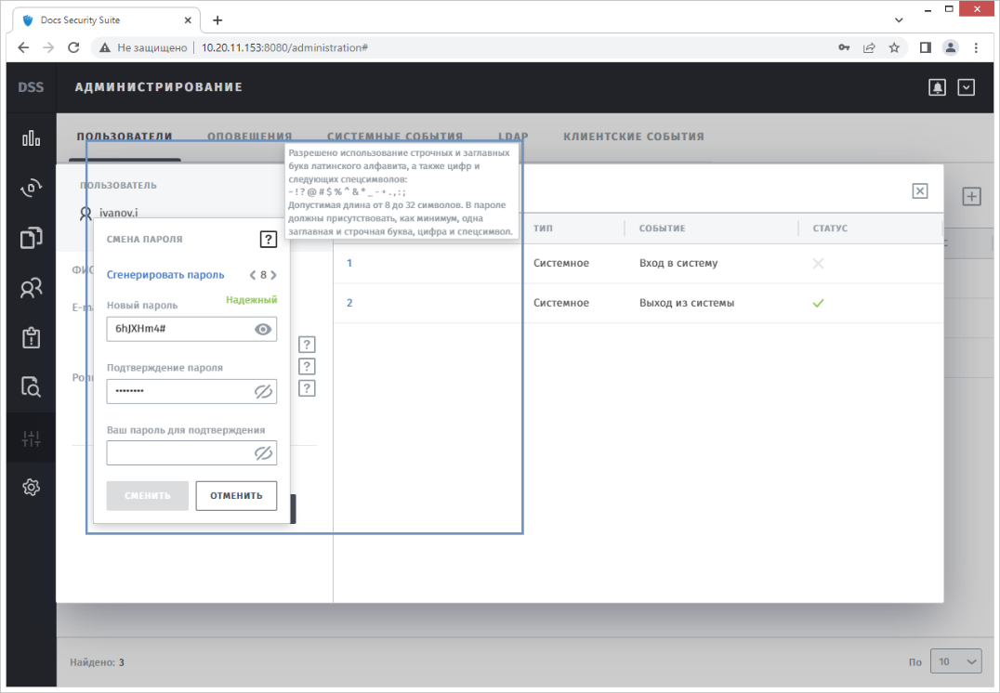 Docs Security Suite
Не защищено
10.20.11.153:8080/administration#
DSS
АДМИНИСТРИРОВАНИЕ
ПОЛЬЗОВАТЕЛИ
ОПОВЕЩЕНИЯ
СИСТЕМНЫЕ СОБЫТИЯ
LDAP
КЛИЕНТСКИЕ СОБЫТИЯ
Разрешено использование строчных и заглавных
букв латинского алфавита, а также цифр и
следующих спецсимволов:
~ ! ? @ # $ % ^ & * _ - + . , : ;
Допустимая длина от 8 до 32 символов. В пароле
должны присутствовать, как минимум, одна
заглавная и строчная буква, цифра и спецсимвол.
ПОЛЬЗОВАТЕЛЬ
ivanov.i
СМЕНА ПАРОЛЯ
?
Сгенерировать пароль
8
Новый пароль
Надежный
6hJXHm4#
Подтверждение пароля
••••••••
Ваш пароль для подтверждения
СМЕНИТЬ
ОТМЕНИТЬ
?
?
?
ТИП
СОБЫТИЕ
СТАТУС
1
Системное
Вход в систему
2
Системное
Выход из системы
Найдено: 3
По
10